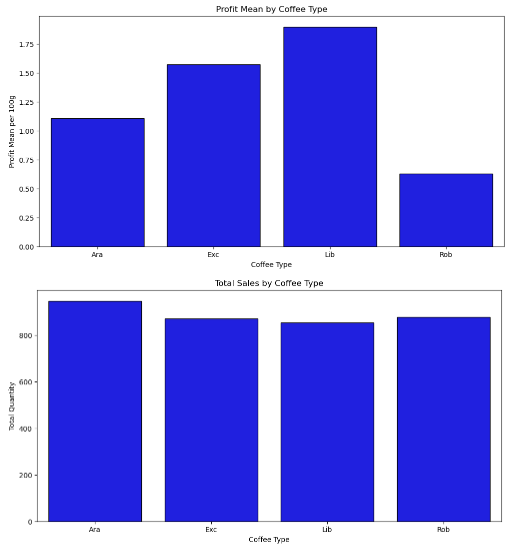 Profit Mean by Coffee Type
Profit Mean per 100g
1.75
1.50
1.25
1.00
0.75
0.50
0.25
0.00
Ara Exc Lib Rob
Coffee Type
Total Sales by Coffee Type
Total Quantity
800
600
400
200
0
Ara Exc Lib Rob
Coffee Type